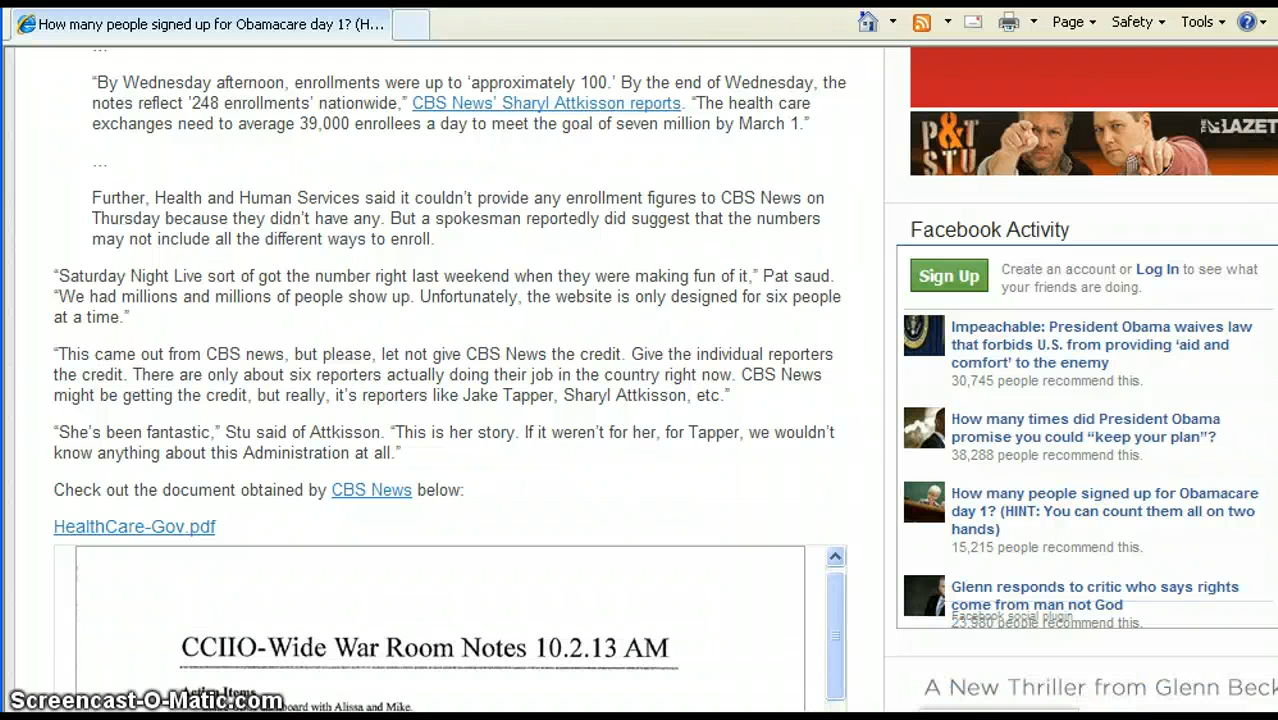 How many people signed up for Obamacare day 1? (H...
Page
Safety
Tools
...
“By Wednesday afternoon, enrollments were up to ‘approximately 100.’ By the end of Wednesday, the
notes reflect ’248 enrollments’ nationwide,” CBS News’ Sharyl Attkisson reports. “The health care
exchanges need to average 39,000 enrollees a day to meet the goal of seven million by March 1.”
...
Further, Health and Human Services said it couldn’t provide any enrollment figures to CBS News on
Thursday because they didn’t have any. But a spokesman reportedly did suggest that the numbers
may not include all the different ways to enroll.
“Saturday Night Live sort of got the number right last weekend when they were making fun of it,” Pat saud.
“We had millions and millions of people show up. Unfortunately, the website is only designed for six people
at a time.”
“This came out from CBS news, but please, let not give CBS News the credit. Give the individual reporters
the credit. There are only about six reporters actually doing their job in the country right now. CBS News
might be getting the credit, but really, it’s reporters like Jake Tapper, Sharyl Attkisson, etc.”
“She’s been fantastic,” Stu said of Attkisson. “This is her story. If it weren’t for her, for Tapper, we wouldn’t
know anything about this Administration at all.”
Check out the document obtained by CBS News below:
HealthCare-Gov.pdf
CCIIO-Wide War Room Notes 10.2.13 AM
Action Items
board with Alissa and Mike.
Screencast-O-Matic.com
P&T
STU
THE BLAZET
Facebook Activity
Sign Up
Create an account or Log In to see what
your friends are doing.
Impeachable: President Obama waives law
that forbids U.S. from providing ‘aid and
comfort’ to the enemy
30,745 people recommend this.
How many times did President Obama
promise you could “keep your plan”?
38,288 people recommend this.
How many people signed up for Obamacare
day 1? (HINT: You can count them all on two
hands)
15,215 people recommend this.
Glenn responds to critic who says rights
come from man not God
Facebook social plugin
23,980 people recommend this.
A New Thriller from Glenn Beck